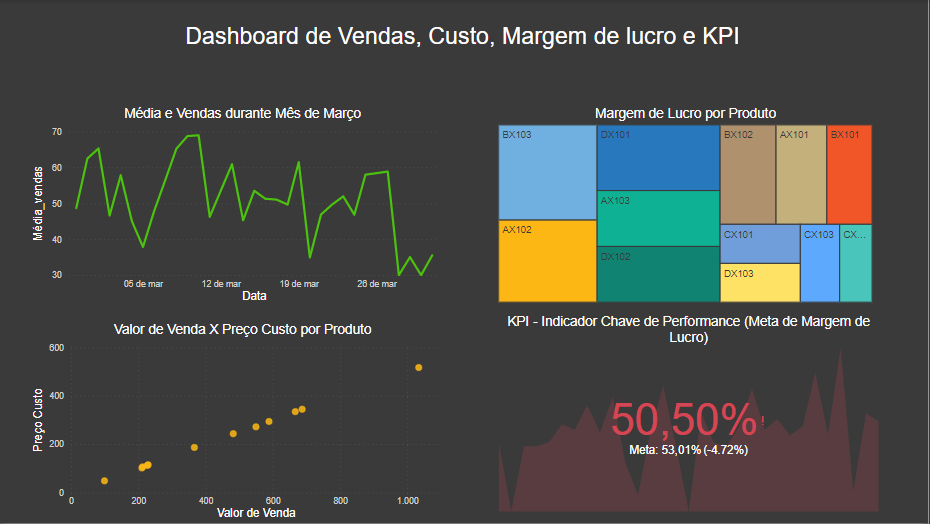 Dashboard de Vendas, Custo, Margem de lucro e KPI
Média e Vendas durante Mês de Março
Média_vendas
70
60
50
40
30
05 de mar
12 de mar
19 de mar
26 de mar
Data
Margem de Lucro por Produto
BX103
DX101
BX102
AX101
BX101
AX103
AX102
CX101
CX103
CX...
DX102
DX103
Valor de Venda X Preço Custo por Produto
Preço Custo
600
400
200
0
0
200
400
600
800
1.000
Valor de Venda
KPI - Indicador Chave de Performance (Meta de Margem de
Lucro)
50,50%!
Meta: 53,01% (-4.72%)